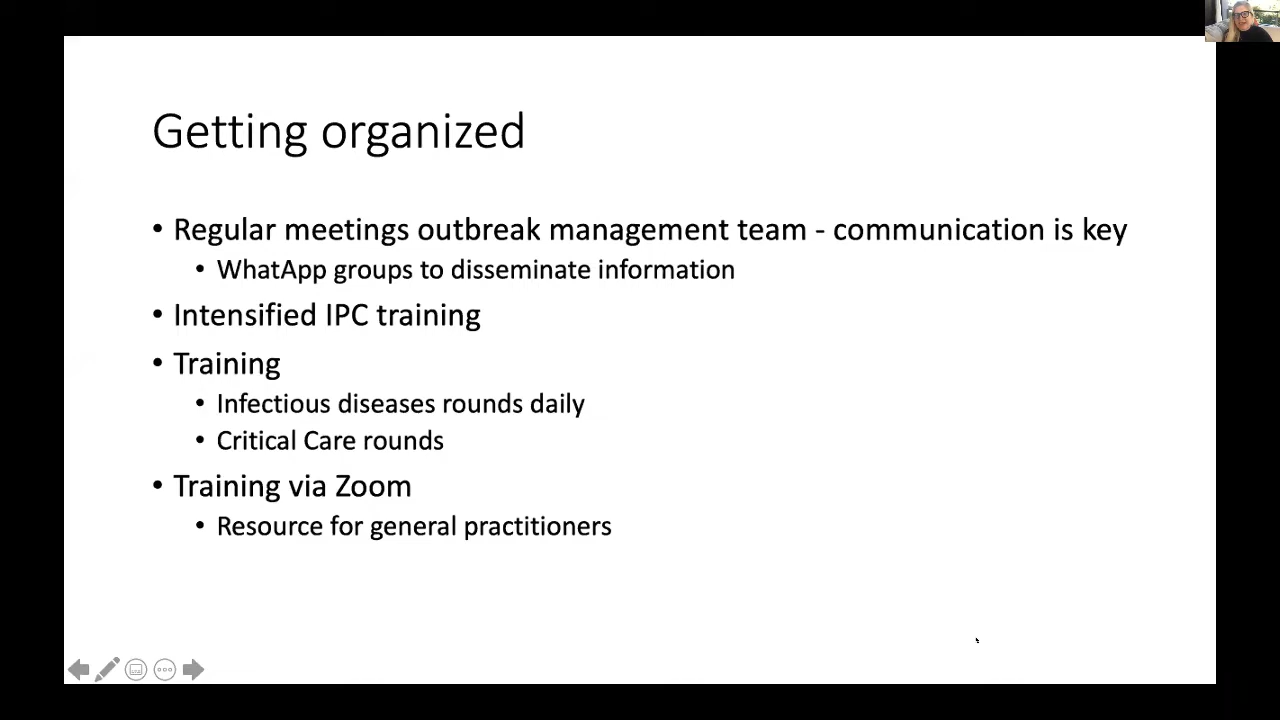 Getting organized
• Regular meetings outbreak management team - communication is key
• WhatApp groups to disseminate information
• Intensified IPC training
• Training
• Infectious diseases rounds daily
• Critical Care rounds
• Training via Zoom
• Resource for general practitioners